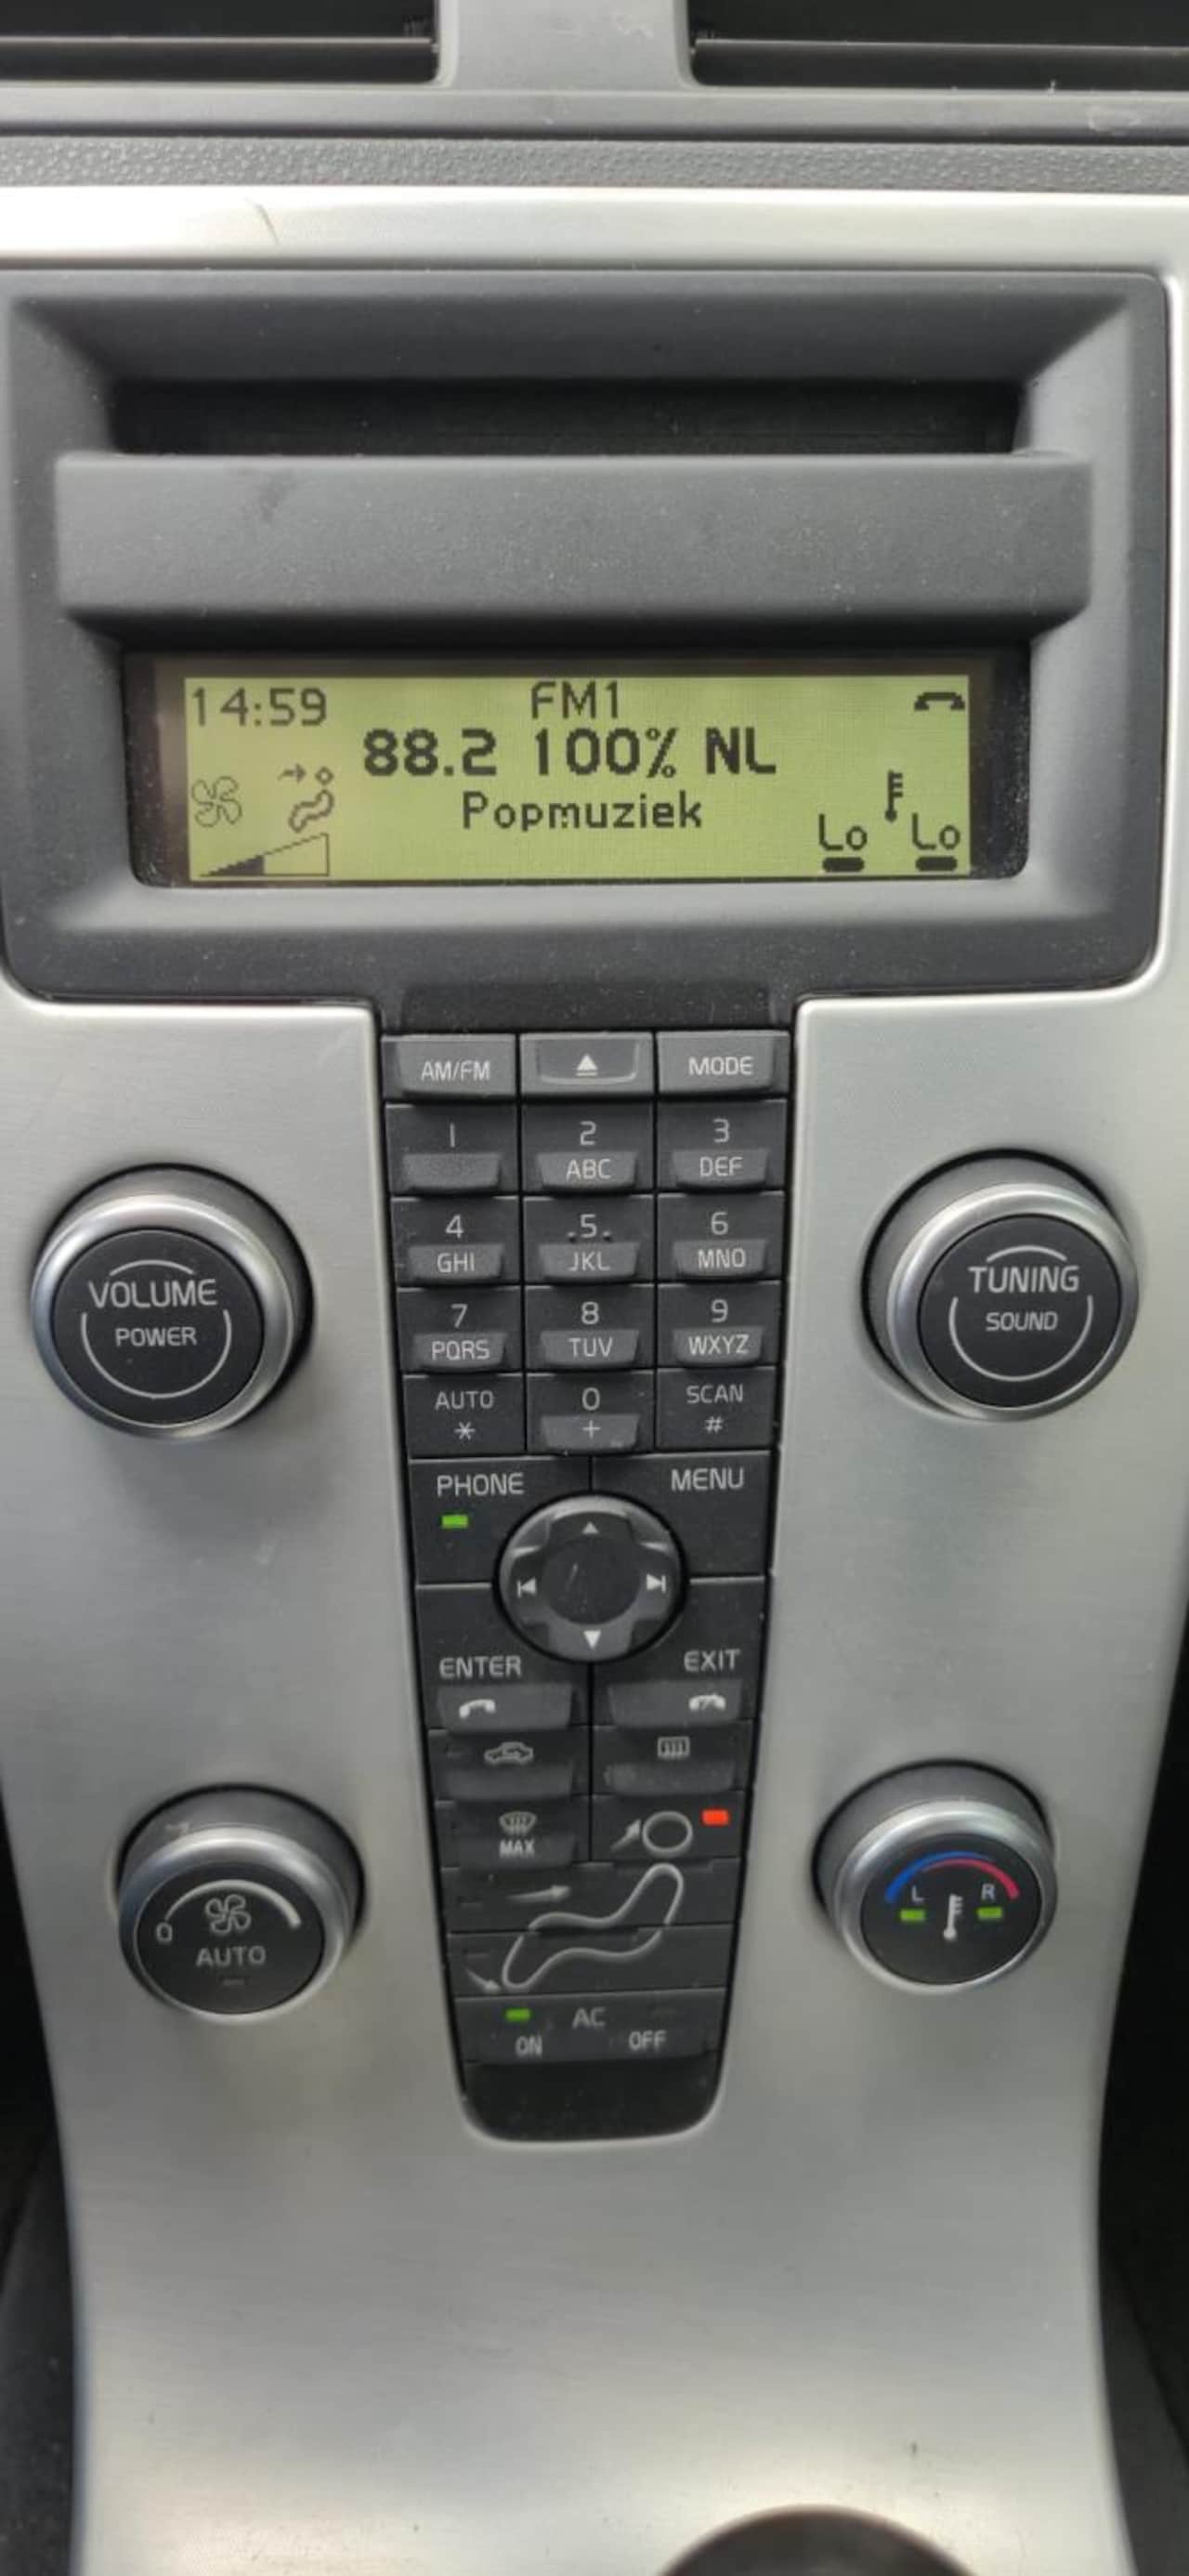 14:59 FM1
88.2 100% NL
Popmuziek
Lo Lo
AM/FM MODE
1 2 3
ABC DEF
4 .5. 6
GHI JKL MNO
7 8 9
PQRS TUV WXYZ
AUTO 0 SCAN
* + #
VOLUME
POWER
TUNING
SOUND
PHONE MENU
ENTER EXIT
MAX
0
AUTO
L R
AC
ON OFF